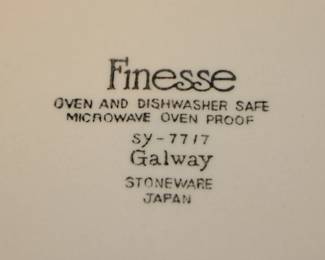 Finesse
OVEN AND DISHWASHER SAFE
MICROWAVE OVEN PROOF
SY-7717
Galway
STONEWARE
JAPAN